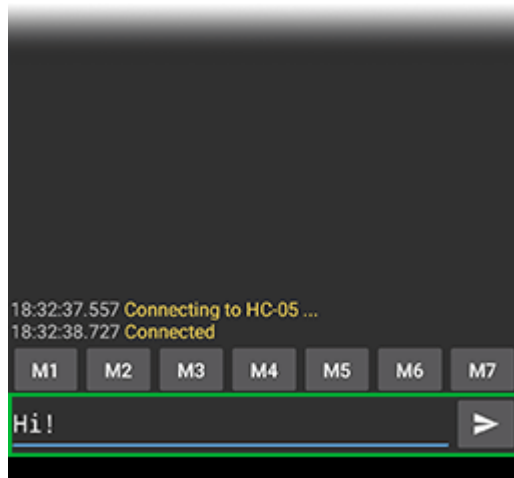 18:32:37.557 Connecting to HC-05 ...
18:32:38.727 Connected
M1 M2 M3 M4 M5 M6 M7
Hi!